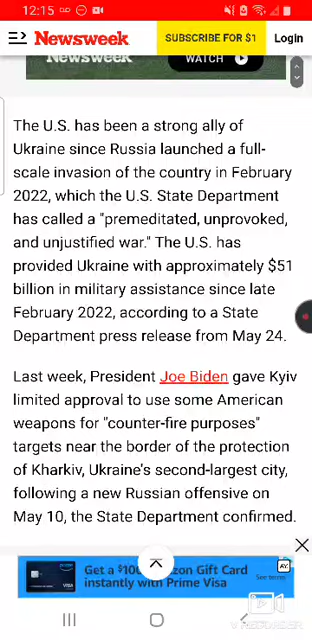 12:15
Newsweek
SUBSCRIBE FOR $1
Login
Newsweek
WATCH
The U.S. has been a strong ally of
Ukraine since Russia launched a full-
scale invasion of the country in February
2022, which the U.S. State Department
has called a "premeditated, unprovoked,
and unjustified war." The U.S. has
provided Ukraine with approximately $51
billion in military assistance since late
February 2022, according to a State
Department press release from May 24.
Last week, President Joe Biden gave Kyiv
limited approval to use some American
weapons for "counter-fire purposes"
targets near the border of the protection
of Kharkiv, Ukraine's second-largest city,
following a new Russian offensive on
May 10, the State Department confirmed.
Get a $100 Gift Card
instantly with Prime Visa
See terms
VISA